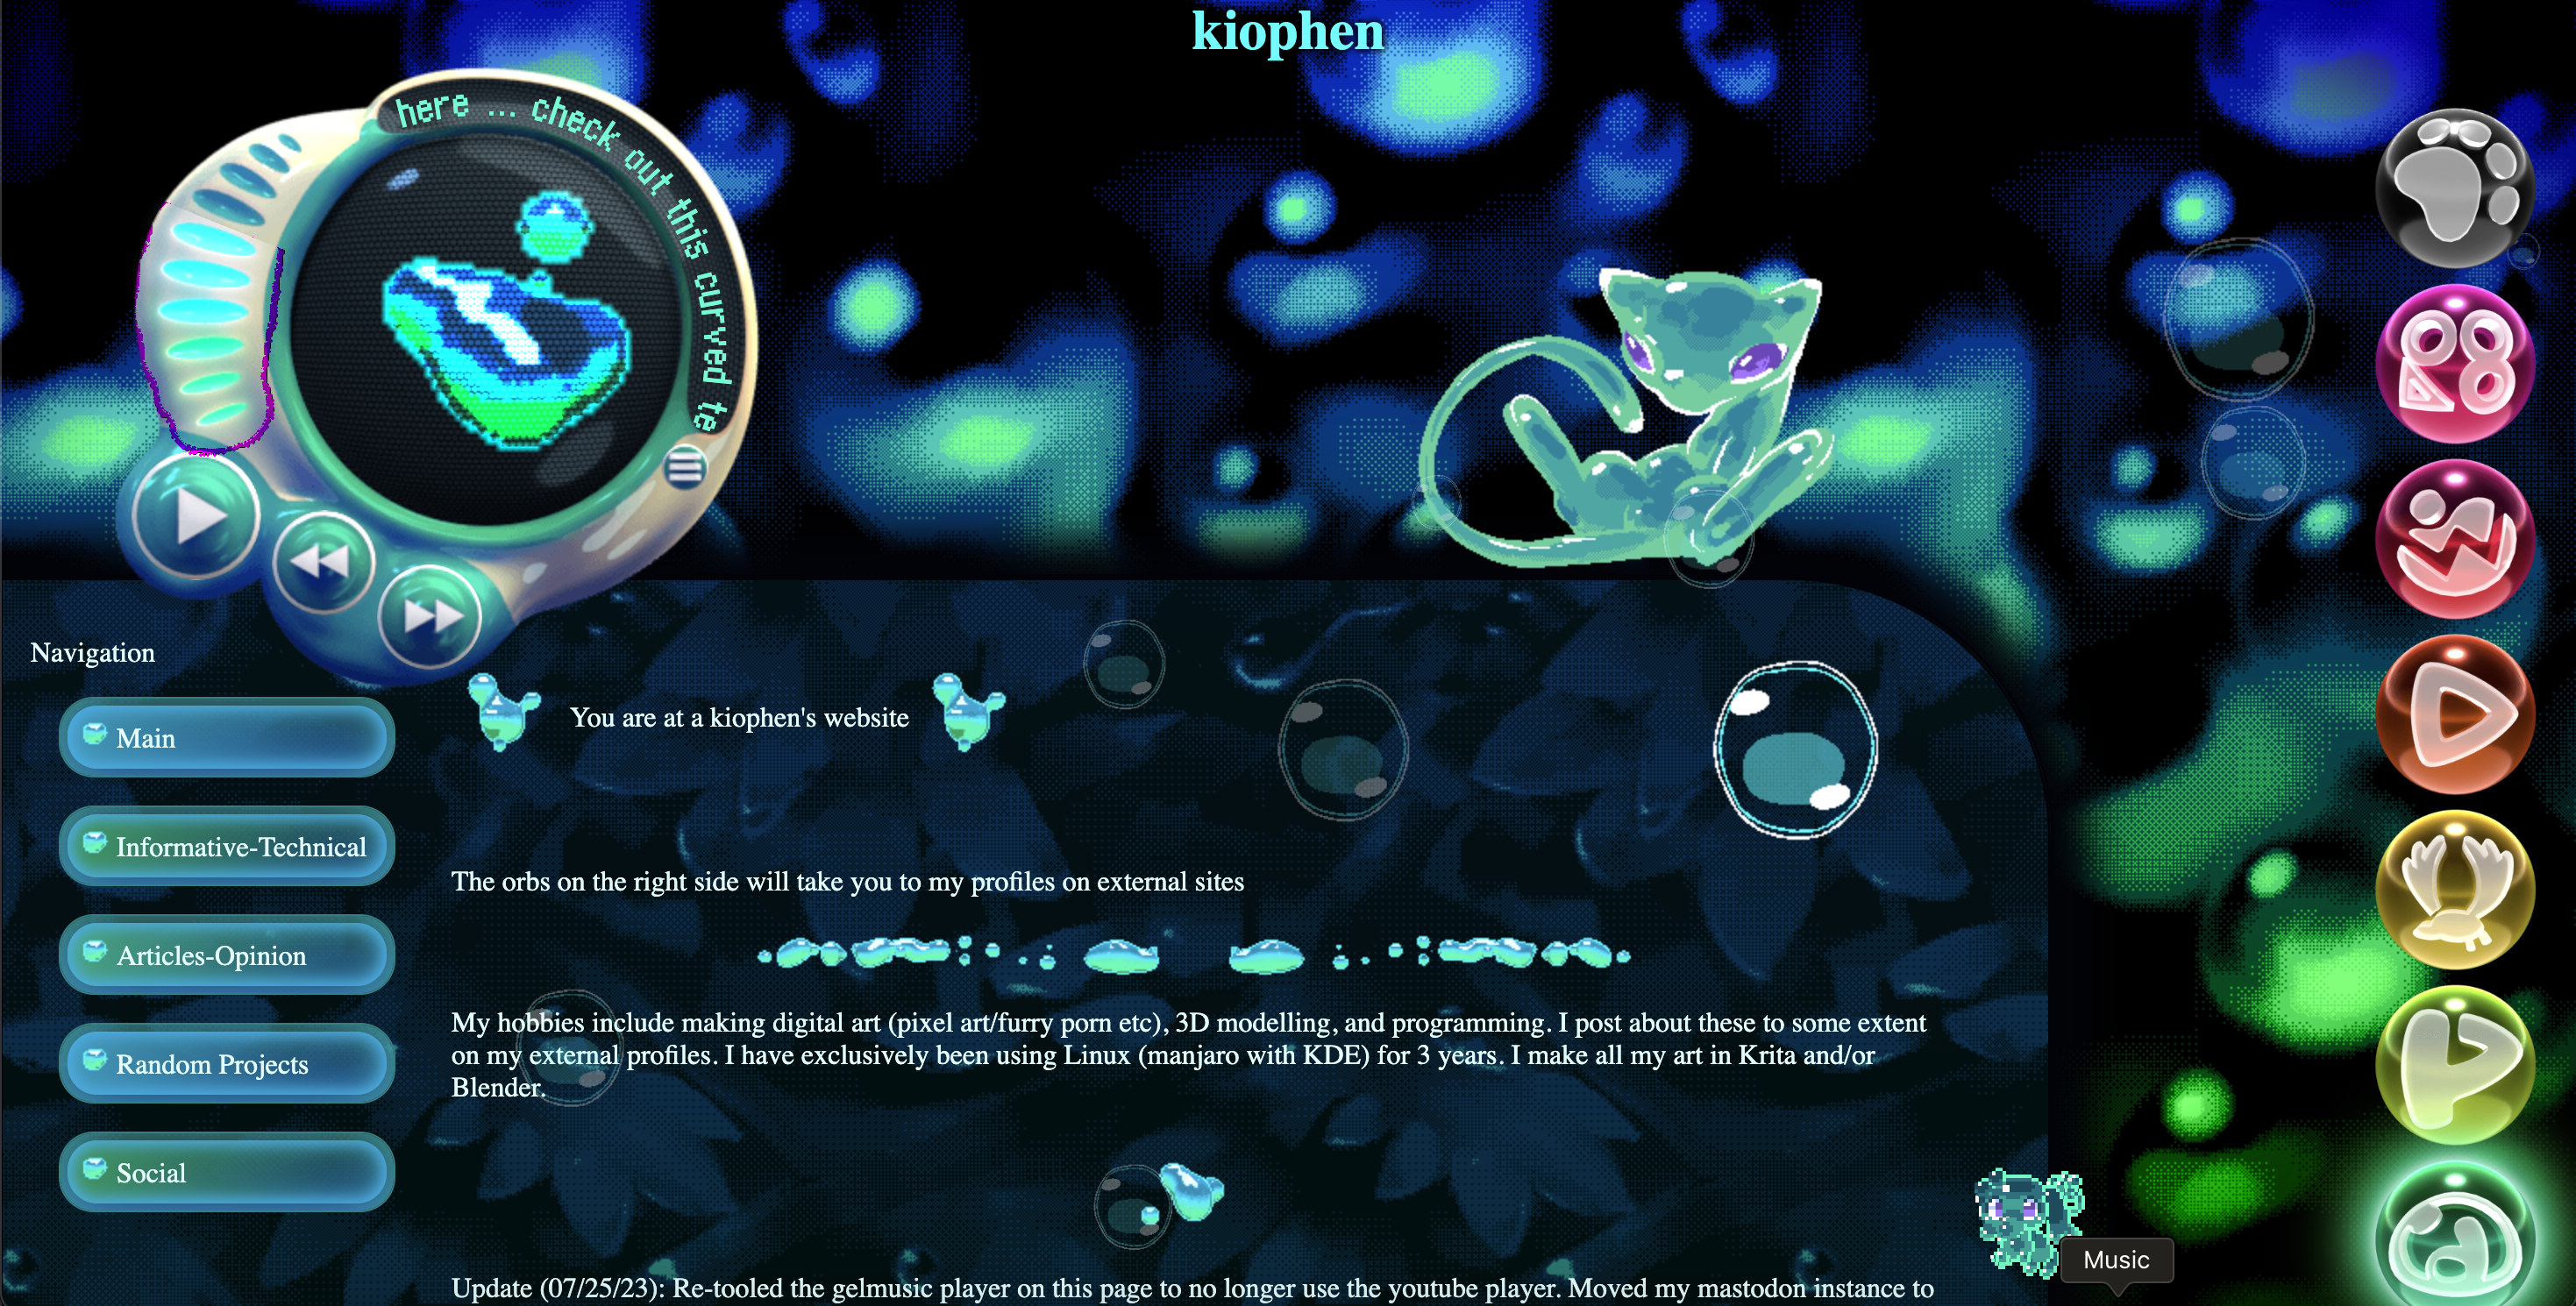 kiophen
here ... check out this curved te
Navigation
Main
Informative-Technical
Articles-Opinion
Random Projects
Social
You are at a kiophen's website
The orbs on the right side will take you to my profiles on external sites
My hobbies include making digital art (pixel art/furry porn etc), 3D modelling, and programming. I post about these to some extent
on my external profiles. I have exclusively been using Linux (manjaro with KDE) for 3 years. I make all my art in Krita and/or
Blender.
Update (07/25/23): Re-tooled the gelmusic player on this page to no longer use the youtube player. Moved my mastodon instance to
Music